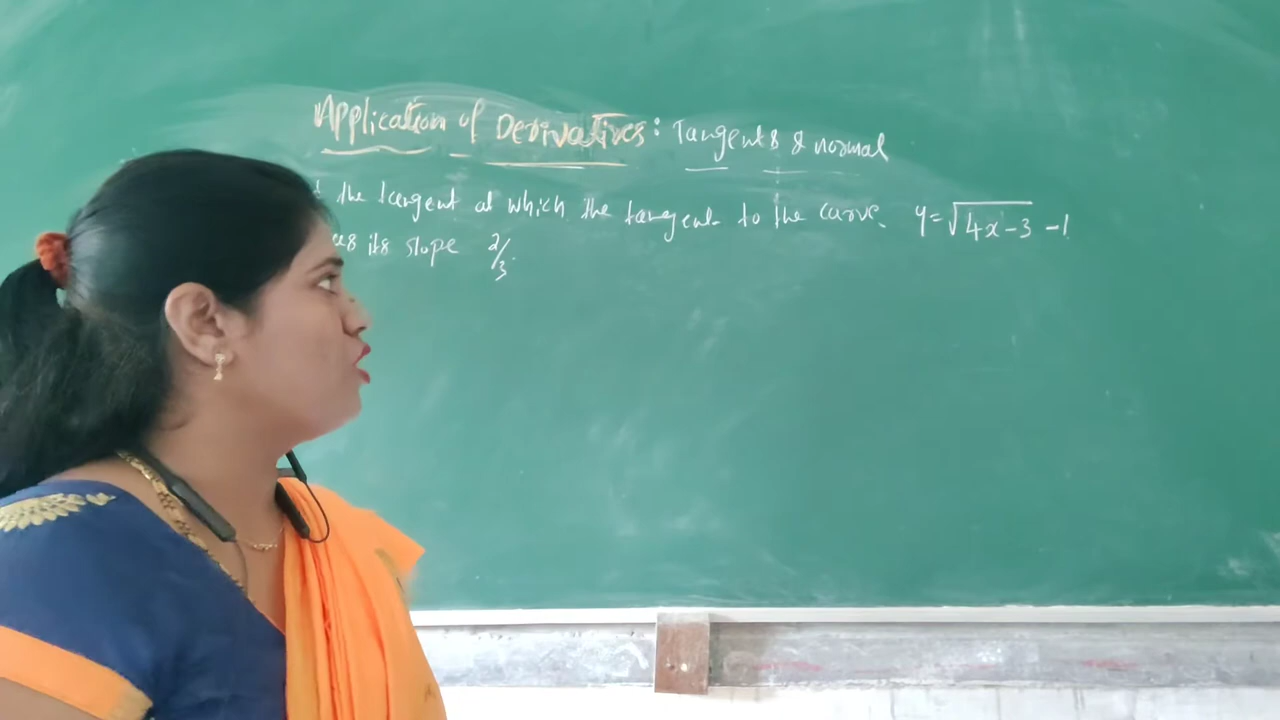 Application of Derivatives: Tangents & normal
the tangent at which the tangent to the curve y=√4x-3 -1
its slope 2/3.